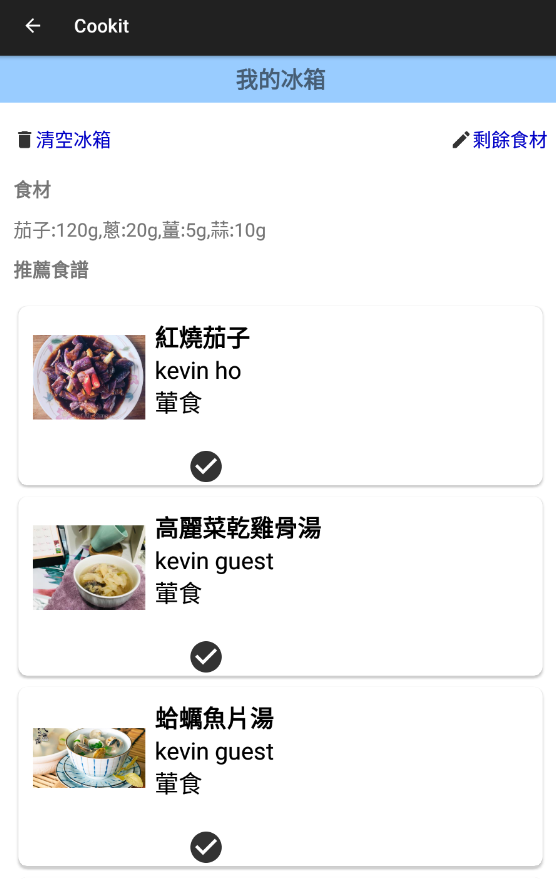 Cookit
我的冰箱
清空冰箱
剩餘食材
食材
茄子:120g,蔥:20g,薑:5g,蒜:10g
推薦食譜
紅燒茄子
kevin ho
葷食
高麗菜乾雞骨湯
kevin guest
葷食
蛤蠣魚片湯
kevin guest
葷食